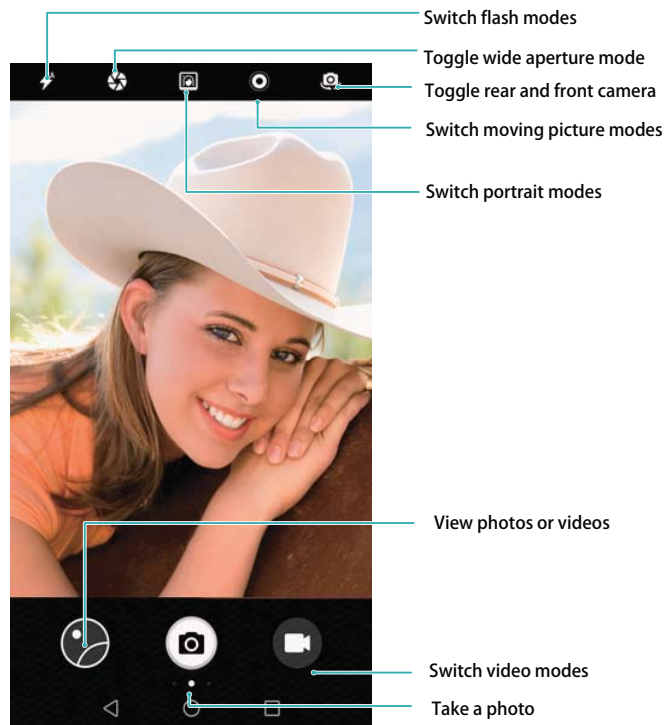 Switch flash modes
Toggle wide aperture mode
Toggle rear and front camera
Switch moving picture modes
Switch portrait modes
View photos or videos
Switch video modes
Take a photo